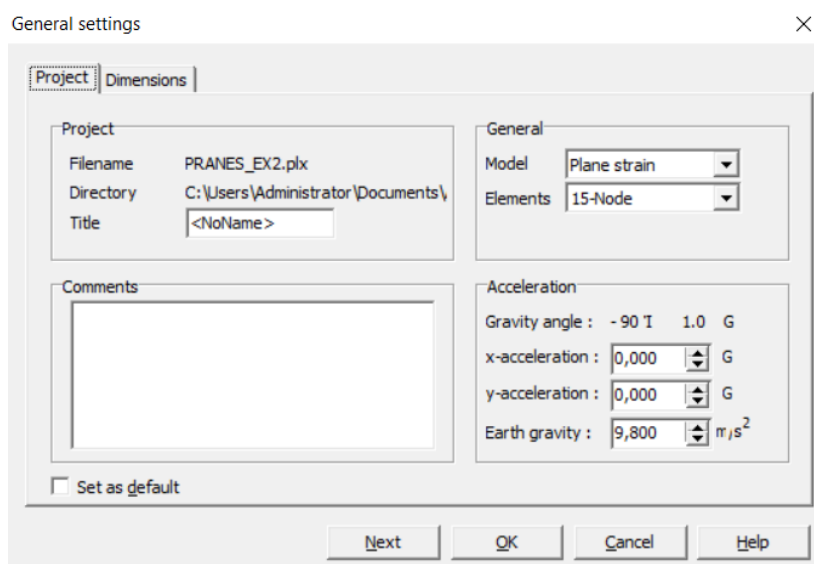 General settings
Project
Dimensions
Project
Filename PRANES_EX2.plx
Directory C:\Users\Administrator\Documents\
Title <NoName>
General
Model Plane strain
Elements 15-Node
Comments
Acceleration
Gravity angle : - 90 'I 1.0 G
x-acceleration : 0,000 G
y-acceleration : 0,000 G
Earth gravity : 9,800 m/s²
Set as default
Next
OK
Cancel
Help